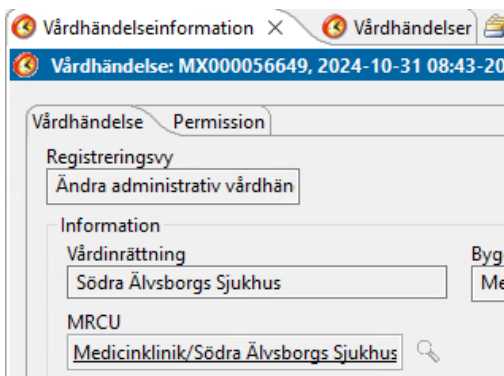 Vårdhändelseinformation Vårdhändelser
Vårdhändelse: MX000056649, 2024-10-31 08:43-20
Vårdhändelse Permission
Registreringsvy
Ändra administrativ vårdhän
Information
Vårdinrättning Byg
Södra Älvsborgs Sjukhus Me
MRCU
Medicinklinik/Södra Älvsborgs Sjukhus